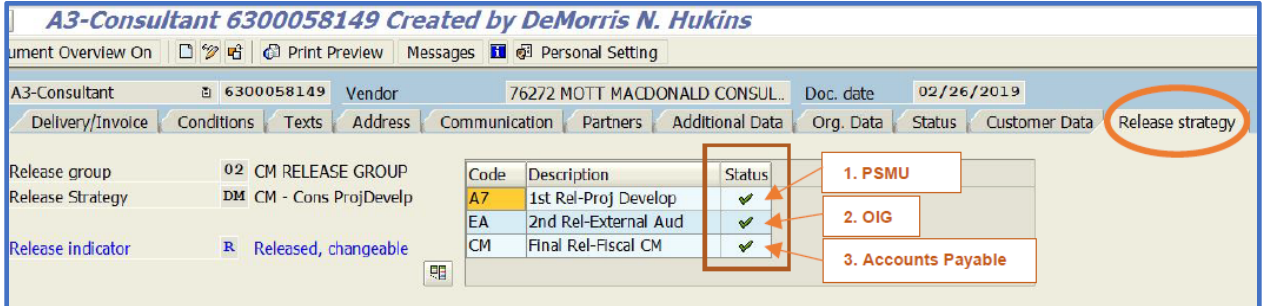 A3-Consultant 6300058149 Created by DeMorris N. Hukins
ument Overview On Print Preview Messages Personal Setting
A3-Consultant 6300058149 Vendor 76272 MOTT MACDONALD CONSUL.. Doc. date 02/26/2019
Delivery/Invoice Conditions Texts Address Communication Partners Additional Data Org. Data Status Customer Data Release strategy
Release group 02 CM RELEASE GROUP
Release Strategy DM CM - Cons ProjDevelp
Release indicator R Released, changeable
Code Description Status
A7 1st Rel-Proj Develop
EA 2nd Rel-External Aud
CM Final Rel-Fiscal CM
1. PSMU
2. OIG
3. Accounts Payable